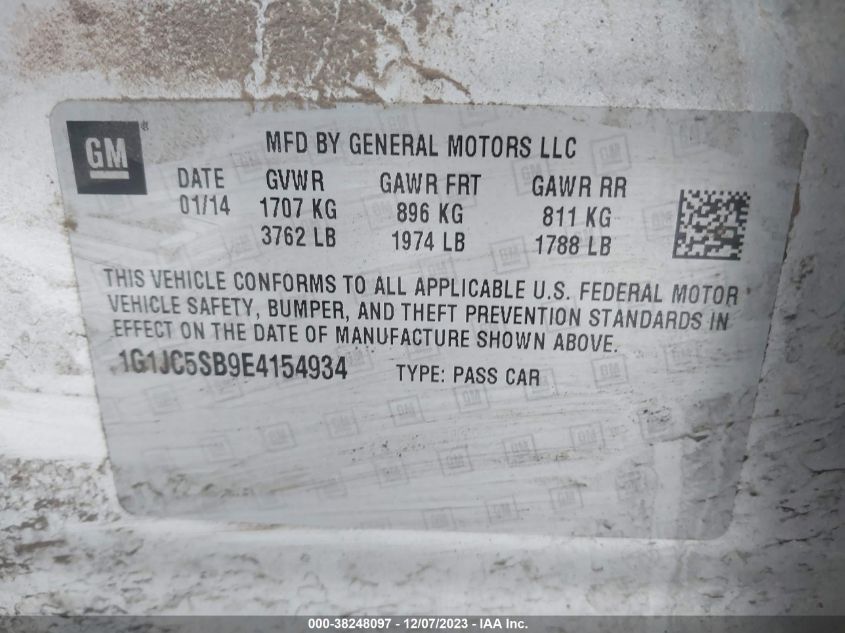 GM ®
MFD BY GENERAL MOTORS LLC
DATE GVWR GAWR FRT GAWR RR
01/14 1707 KG 896 KG 811 KG
3762 LB 1974 LB 1788 LB
THIS VEHICLE CONFORMS TO ALL APPLICABLE U.S. FEDERAL MOTOR
VEHICLE SAFETY, BUMPER, AND THEFT PREVENTION STANDARDS IN
EFFECT ON THE DATE OF MANUFACTURE SHOWN ABOVE.
1G1JC5SB9E4154934 TYPE: PASS CAR
000-38248097 - 12/07/2023 - IAA Inc.